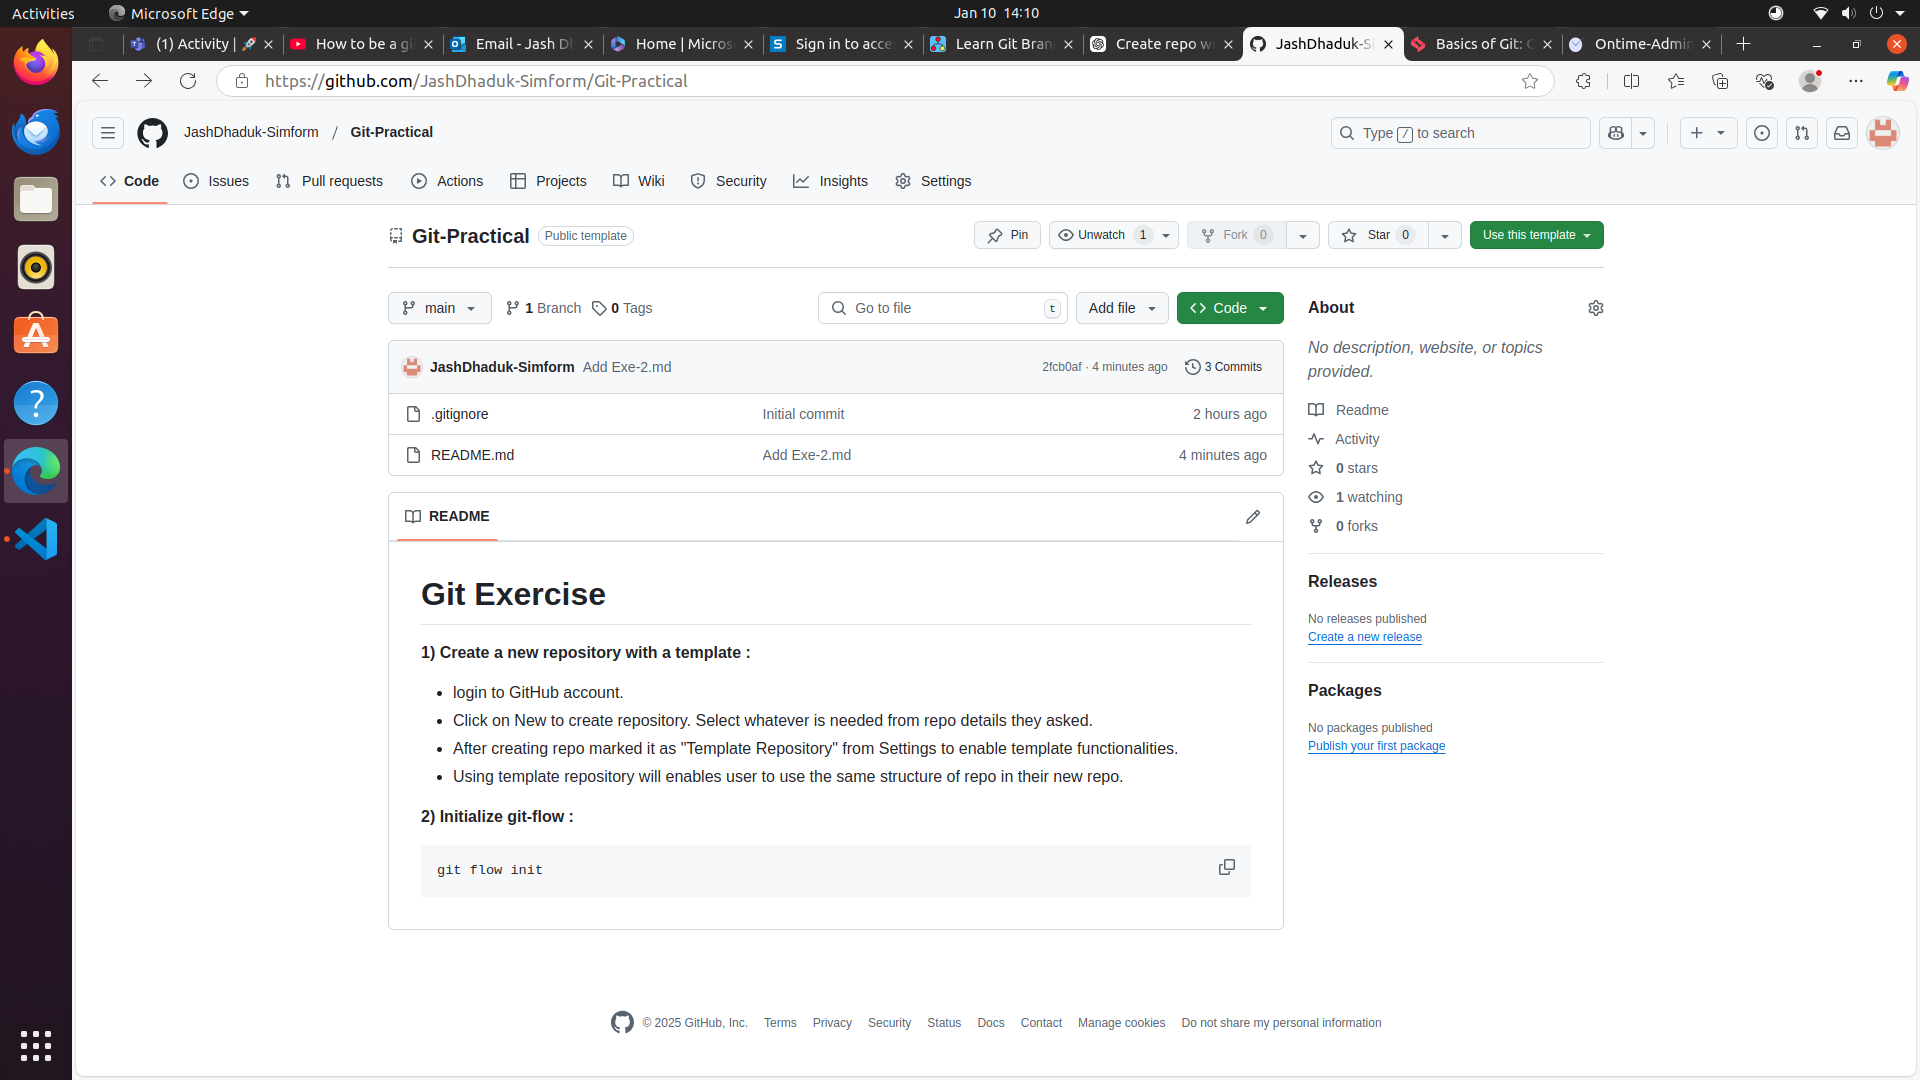 Activities Microsoft Edge Jan 10 14:10
(1) Activity | 🚀 How to be a gi Email - Jash Dh Home | Micros Sign in to acce Learn Git Bran Create repo wi JashDhaduk-Si Basics of Git: C Ontime-Admin
https://github.com/JashDhaduk-Simform/Git-Practical
JashDhaduk-Simform / Git-Practical Type / to search
Code Issues Pull requests Actions Projects Wiki Security Insights Settings
Git-Practical Public template Pin Unwatch 1 Fork 0 Star 0 Use this template
main 1 Branch 0 Tags Go to file t Add file Code
JashDhaduk-Simform Add Exe-2.md 2fcb0af · 4 minutes ago 3 Commits
.gitignore Initial commit 2 hours ago
README.md Add Exe-2.md 4 minutes ago
README
Git Exercise
1) Create a new repository with a template :
login to GitHub account.
Click on New to create repository. Select whatever is needed from repo details they asked.
After creating repo marked it as "Template Repository" from Settings to enable template functionalities.
Using template repository will enables user to use the same structure of repo in their new repo.
2) Initialize git-flow :
git flow init
About
No description, website, or topics
provided.
Readme
Activity
0 stars
1 watching
0 forks
Releases
No releases published
Create a new release
Packages
No packages published
Publish your first package
© 2025 GitHub, Inc. Terms Privacy Security Status Docs Contact Manage cookies Do not share my personal information